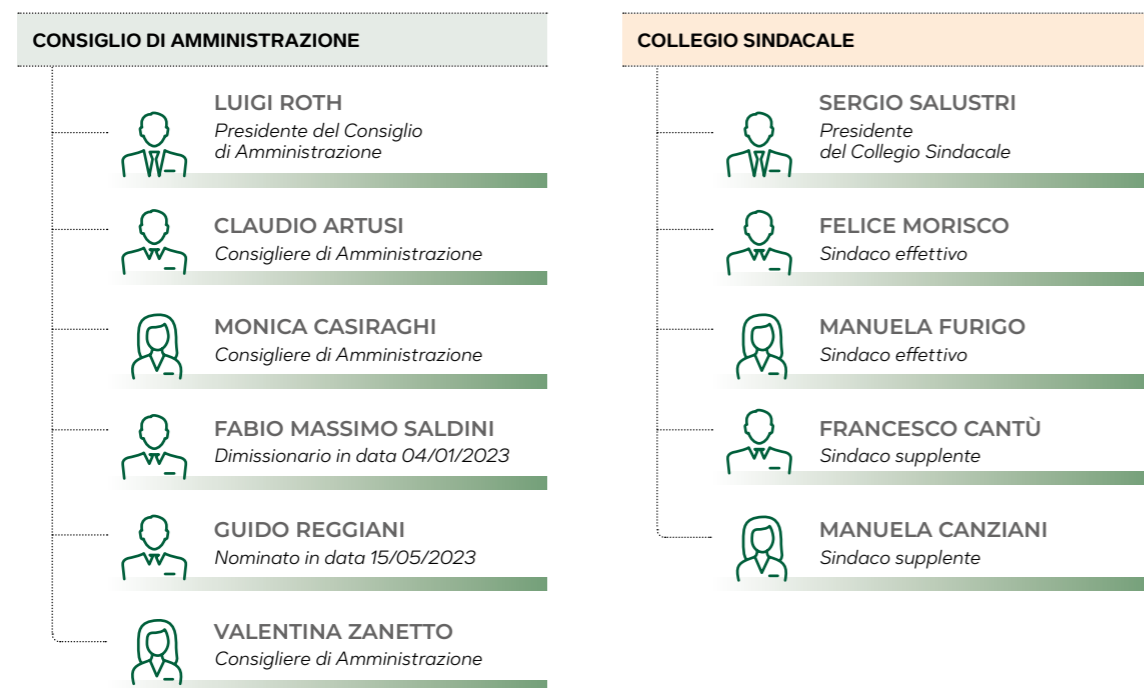 CONSIGLIO DI AMMINISTRAZIONE
LUIGI ROTH
Presidente del Consiglio
di Amministrazione
CLAUDIO ARTUSI
Consigliere di Amministrazione
MONICA CASIRAGHI
Consigliere di Amministrazione
FABIO MASSIMO SALDINI
Dimissionario in data 04/01/2023
GUIDO REGGIANI
Nominato in data 15/05/2023
VALENTINA ZANETTO
Consigliere di Amministrazione
COLLEGIO SINDACALE
SERGIO SALUSTRI
Presidente
del Collegio Sindacale
FELICE MORISCO
Sindaco effettivo
MANUELA FURIGO
Sindaco effettivo
FRANCESCO CANTÙ
Sindaco supplente
MANUELA CANZIANI
Sindaco supplente